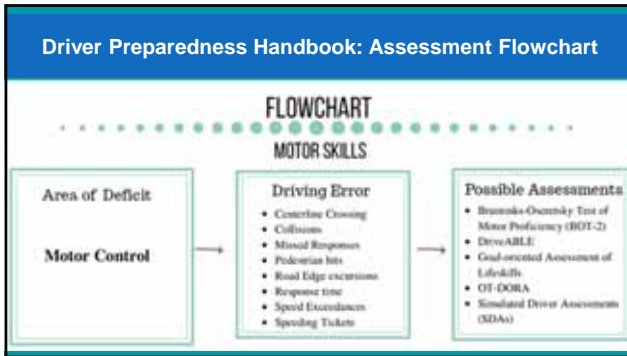 Driver Preparedness Handbook: Assessment Flowchart
FLOWCHART
MOTOR SKILLS
Area of Deficit
Motor Control
Driving Error
Centerline Crossing
Collisions
Missed Responses
Pedestrian hits
Road Edge excursions
Response time
Speed Exceedances
Speeding Tickets
Possible Assessments
Bruininks-Oseretsky Test of
Motor Proficiency (BOT-2)
DriveABLE
Goal-oriented Assessment of
Lifeskills
OT-DORA
Simulated Driver Assessments
(SDAs)